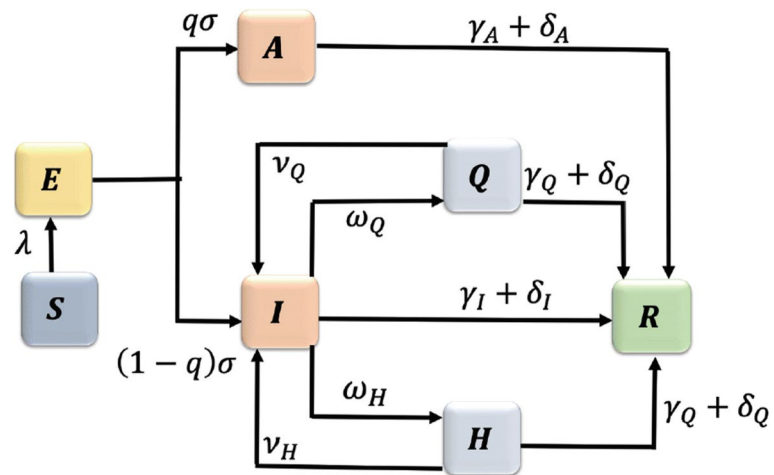 qσ
A
γ_A + δ_A
E
ν_Q
Q
γ_Q + δ_Q
ω_Q
λ
S
I
γ_I + δ_I
R
(1 − q)σ
ω_H
γ_Q + δ_Q
ν_H
H